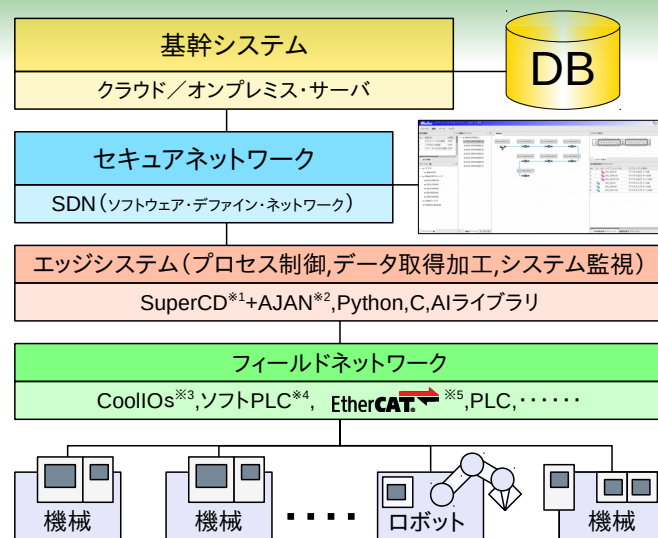 基幹システム
クラウド／オンプレミス・サーバ
DB
セキュアネットワーク
SDN（ソフトウェア・デファイン・ネットワーク）
エッジシステム（プロセス制御,データ取得加工,システム監視）
SuperCD※1+AJAN※2,Python,C,AIライブラリ
フィールドネットワーク
CoolIOs※3,ソフトPLC※4, EtherCAT®※5,PLC,‥‥‥
機械
機械
‥‥
ロボット
機械